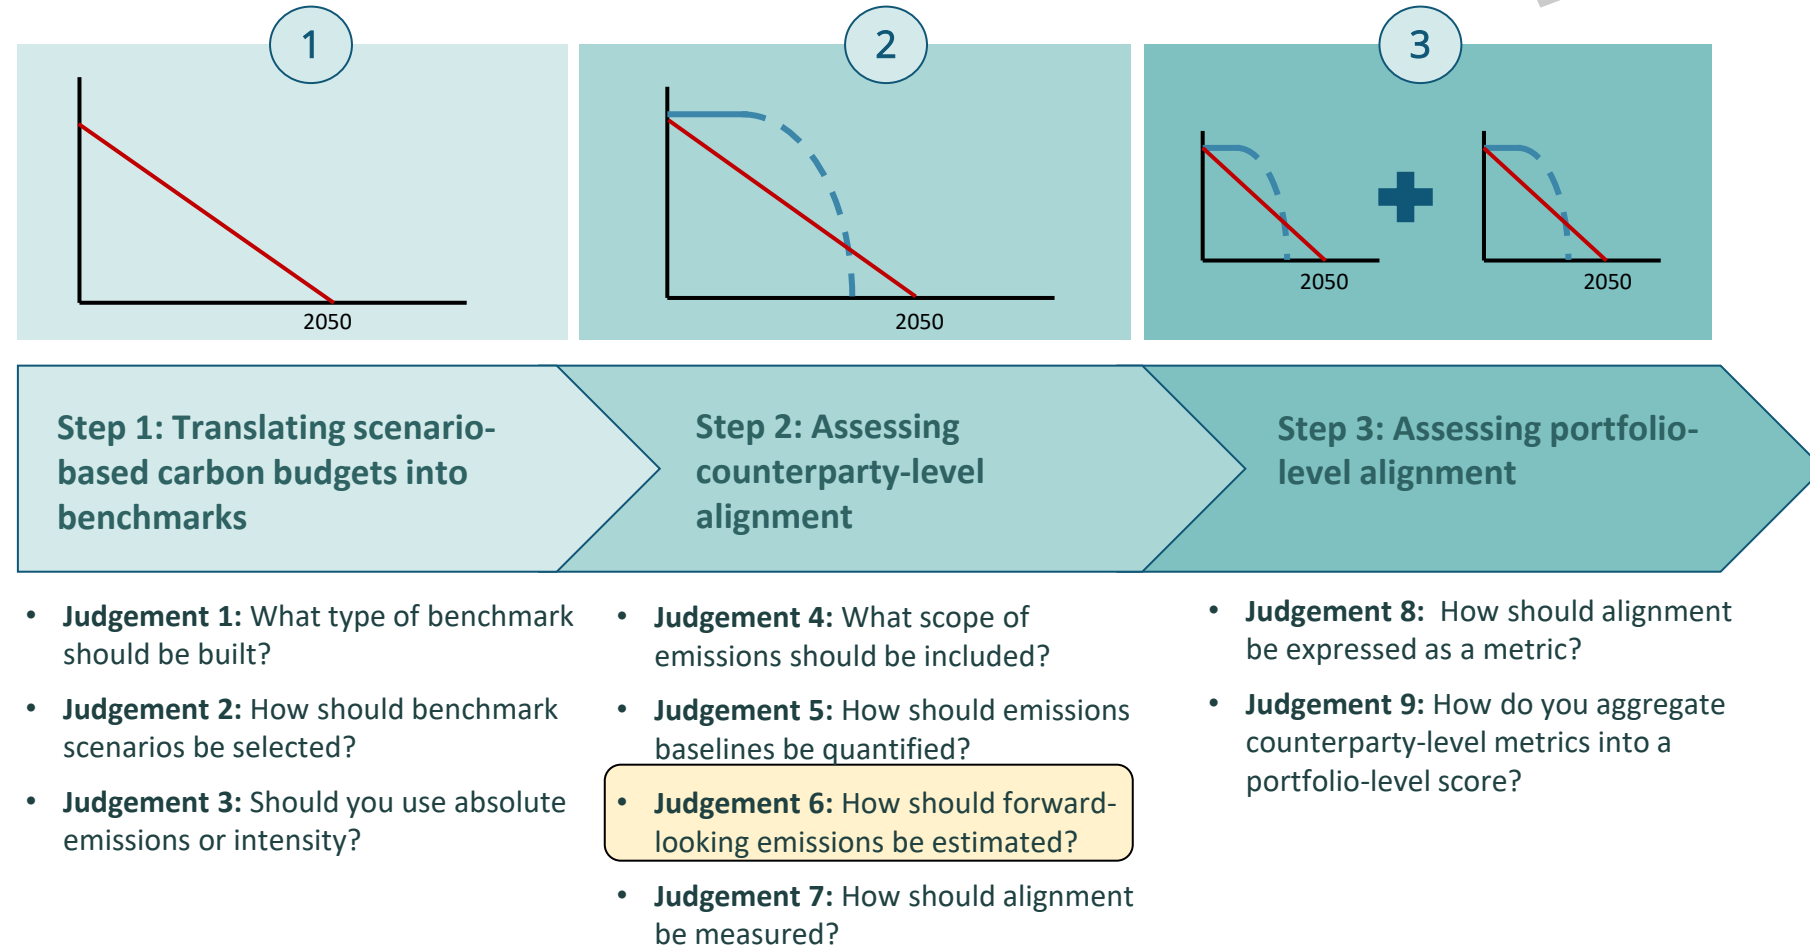 1
2
3
2050
2050
2050
2050
Step 1: Translating scenario-
based carbon budgets into
benchmarks
Step 2: Assessing
counterparty-level
alignment
Step 3: Assessing portfolio-
level alignment
• Judgement 1: What type of benchmark
should be built?
• Judgement 2: How should benchmark
scenarios be selected?
• Judgement 3: Should you use absolute
emissions or intensity?
• Judgement 4: What scope of
emissions should be included?
• Judgement 5: How should emissions
baselines be quantified?
• Judgement 6: How should forward-
looking emissions be estimated?
• Judgement 7: How should alignment
be measured?
• Judgement 8: How should alignment
be expressed as a metric?
• Judgement 9: How do you aggregate
counterparty-level metrics into a
portfolio-level score?